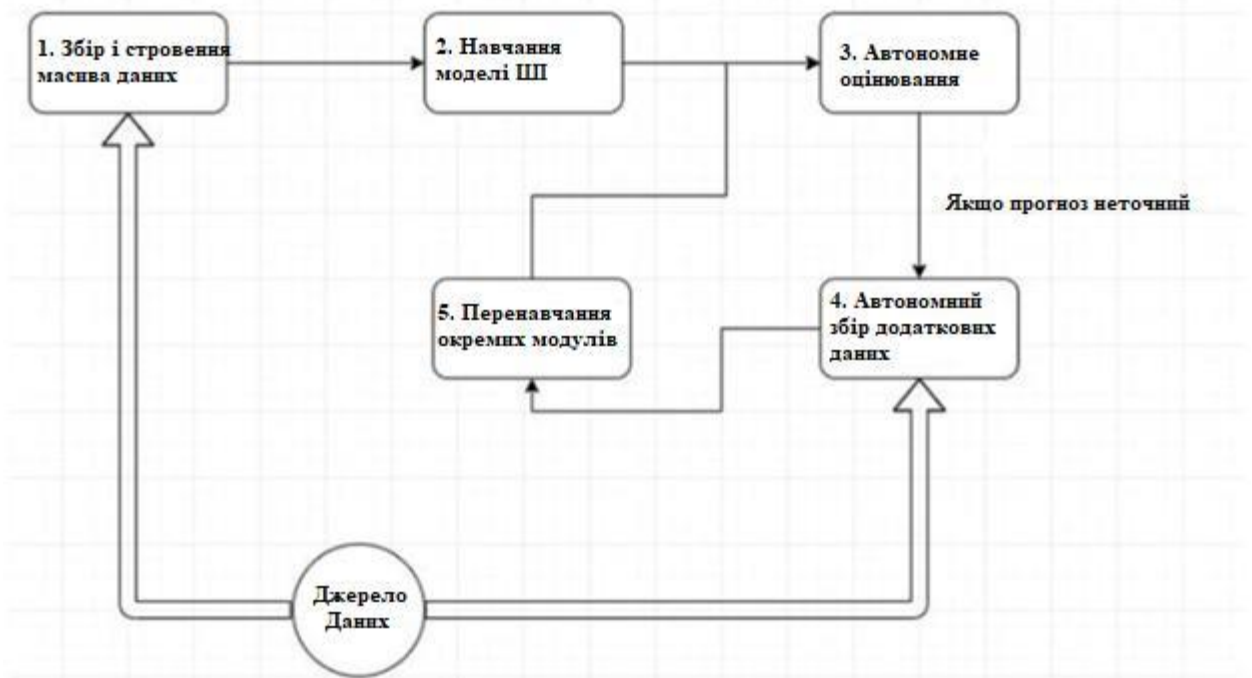 1. Збір і стровення
масива даних
2. Навчання
моделі ШІ
3. Автономне
оцінювання
Якщо прогноз неточний
5. Перенавчання
окремих модулів
4. Автономний
збір додаткових
даних
Джерело
Даних